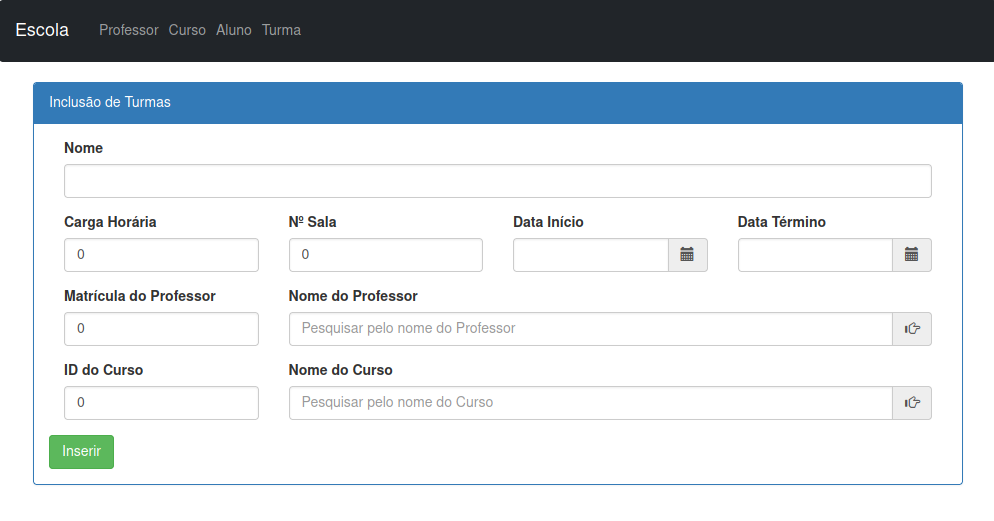 Escola Professor Curso Aluno Turma
Inclusão de Turmas
Nome
Carga Horária Nº Sala Data Início Data Término
0 0
Matrícula do Professor Nome do Professor
0 Pesquisar pelo nome do Professor
ID do Curso Nome do Curso
0 Pesquisar pelo nome do Curso
Inserir